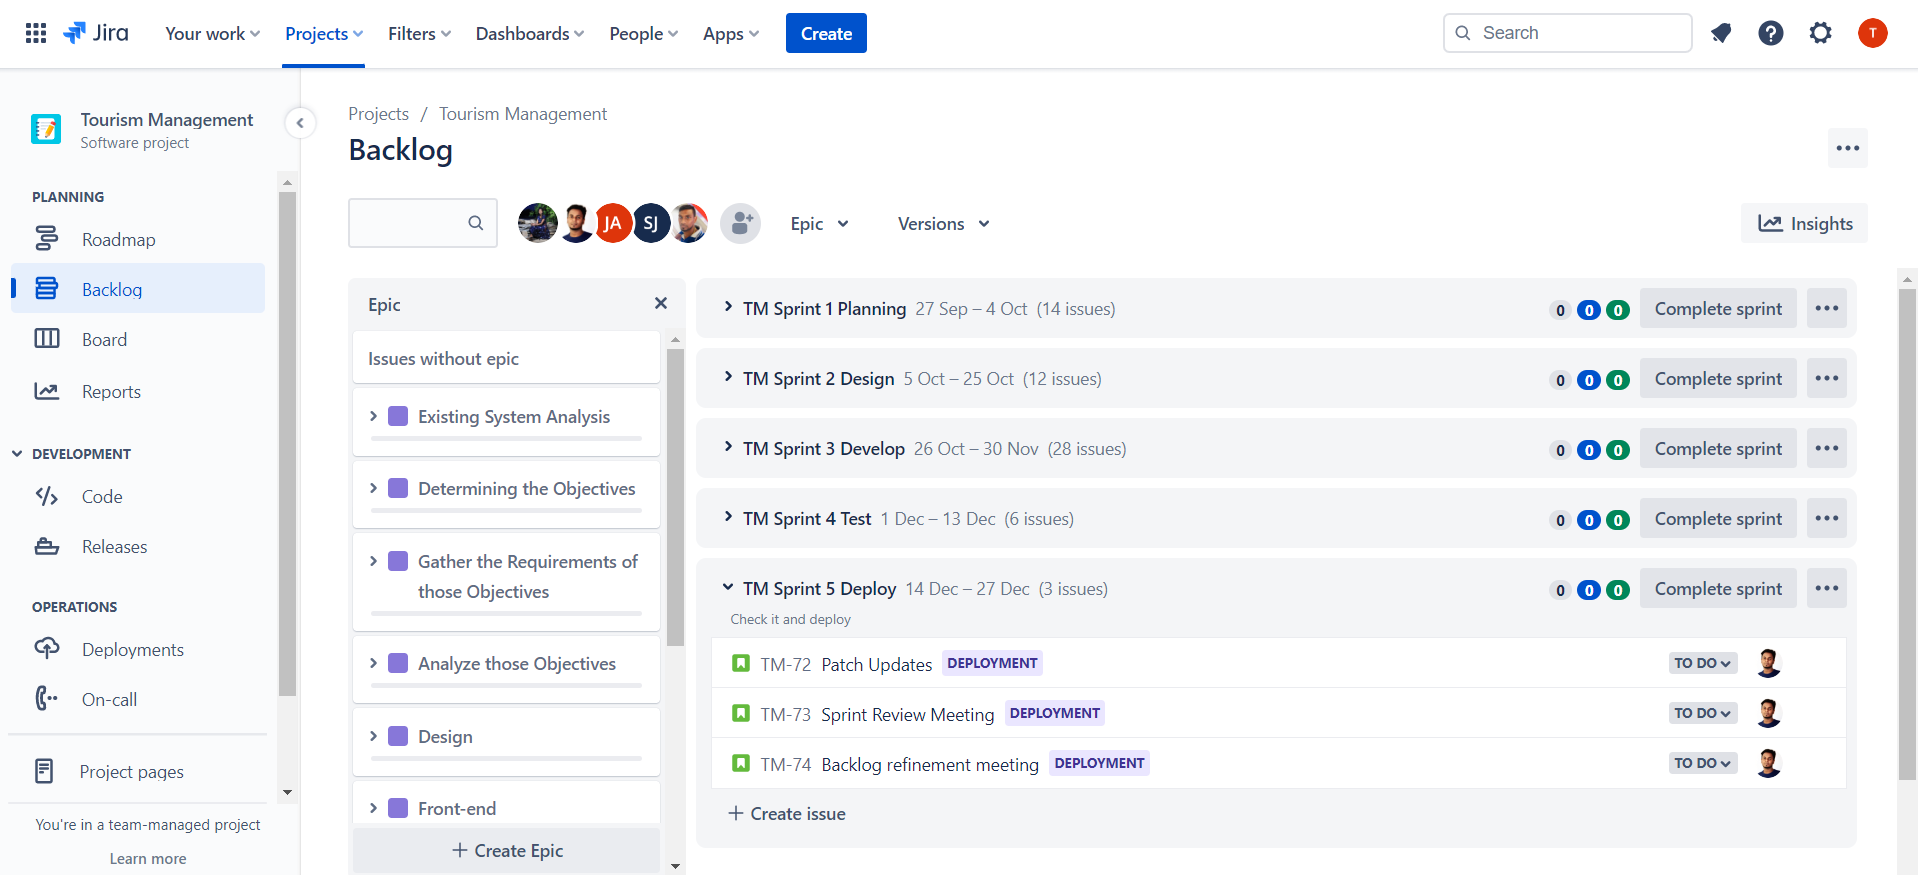 Jira
Your work
Projects
Filters
Dashboards
People
Apps
Create
Search
T
Tourism Management
Software project
PLANNING
Roadmap
Backlog
Board
Reports
DEVELOPMENT
Code
Releases
OPERATIONS
Deployments
On-call
Project pages
You're in a team-managed project
Learn more
Projects / Tourism Management
Backlog
JA
SJ
Epic
Versions
Insights
Epic
Issues without epic
Existing System Analysis
Determining the Objectives
Gather the Requirements of
those Objectives
Analyze those Objectives
Design
Front-end
Create Epic
TM Sprint 1 Planning 27 Sep – 4 Oct (14 issues) 0 0 0 Complete sprint
TM Sprint 2 Design 5 Oct – 25 Oct (12 issues) 0 0 0 Complete sprint
TM Sprint 3 Develop 26 Oct – 30 Nov (28 issues) 0 0 0 Complete sprint
TM Sprint 4 Test 1 Dec – 13 Dec (6 issues) 0 0 0 Complete sprint
TM Sprint 5 Deploy 14 Dec – 27 Dec (3 issues) 0 0 0 Complete sprint
Check it and deploy
TM-72 Patch Updates DEPLOYMENT TO DO
TM-73 Sprint Review Meeting DEPLOYMENT TO DO
TM-74 Backlog refinement meeting DEPLOYMENT TO DO
Create issue